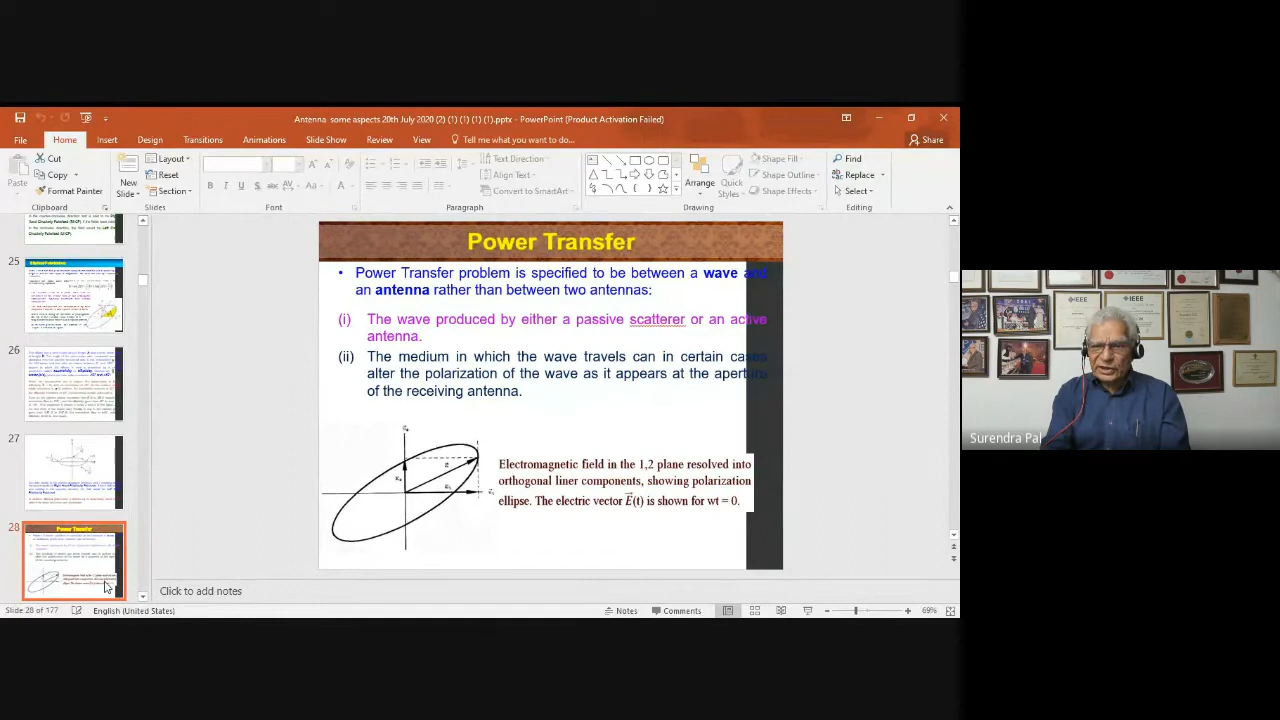 Antenna some aspects 20th July 2020 (2) (1) (1) (1) (1).pptx - PowerPoint (Product Activation Failed)
File Home Insert Design Transitions Animations Slide Show Review View Tell me what you want to do... Share
Paste
Cut
Copy
Format Painter
Clipboard
New Slide
Layout
Reset
Section
Slides
Font
Text Direction
Align Text
Convert to SmartArt
Paragraph
Arrange
Quick Styles
Shape Fill
Shape Outline
Shape Effects
Drawing
Find
Replace
Select
Editing
25
26
27
28
Power Transfer
• Power Transfer problem is specified to be between a wave and
an antenna rather than between two antennas:
(i) The wave produced by either a passive scatterer or an active
antenna.
(ii) The medium in which the wave travels can in certain cases
alter the polarization of the wave as it appears at the aperture
of the receiving antenna.
Electromagnetic field in the 1,2 plane resolved into
orthogonal liner components, showing polarization
ellipse. The electric vector E(t) is shown for wt = 0.
Click to add notes
Slide 28 of 177 English (United States) Notes Comments 69%
IEEE
IEEE
Surendra Pal